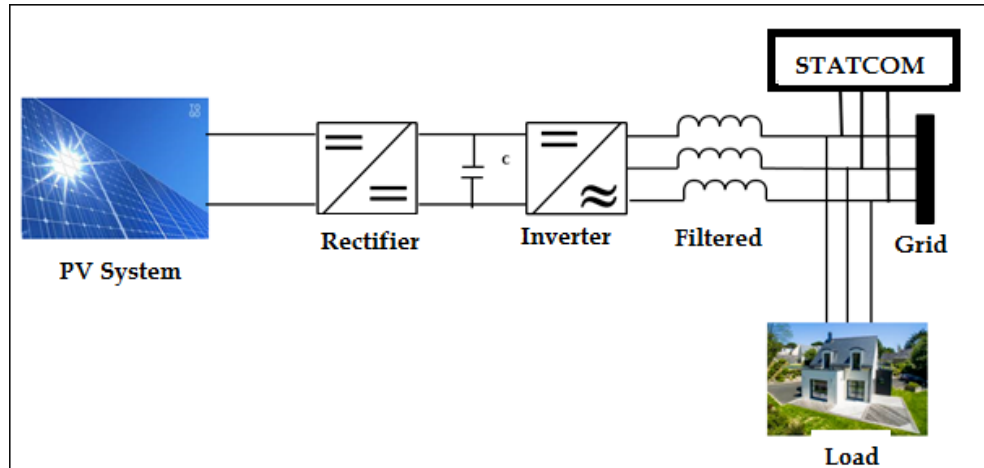 STATCOM
C
Rectifier
Inverter
Filtered
Grid
PV System
Load